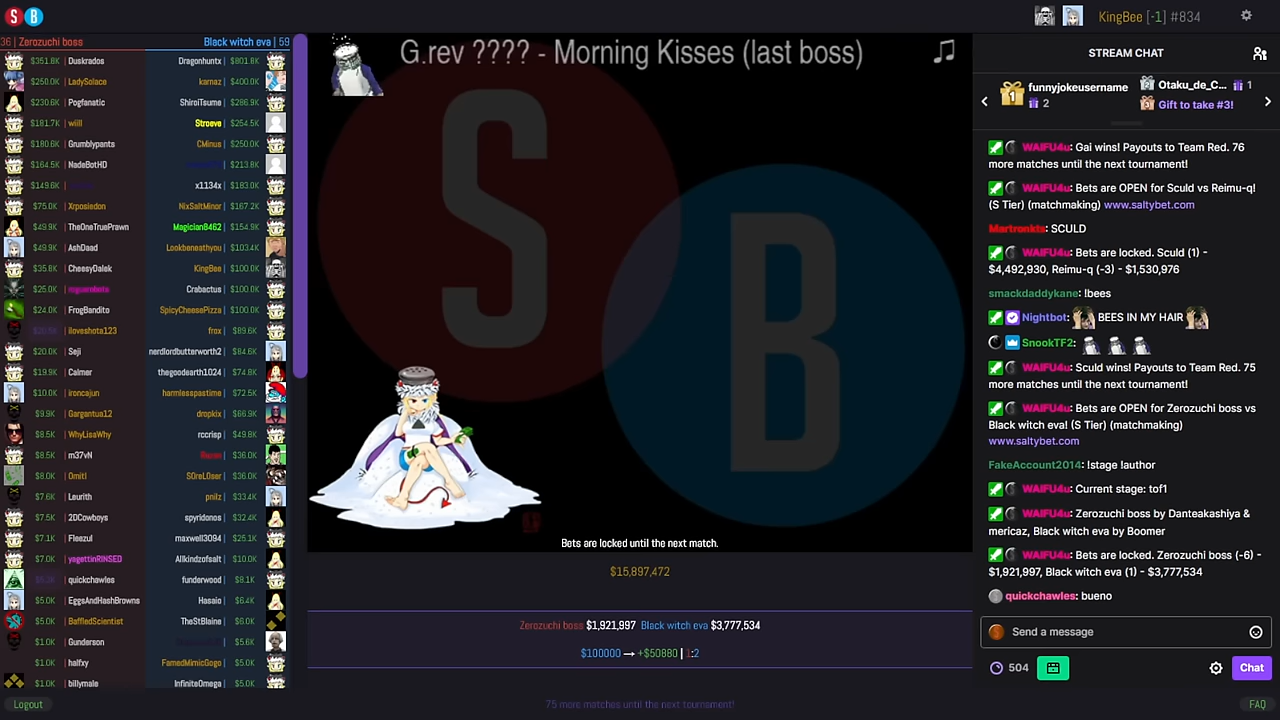 S B
KingBee [-1] #834
36 | Zerozuchi boss
Black witch eva | 59
$351.8K | Duskrados
$250.0K | LadySolace
$230.6K | Pogfanatic
$181.7K | wiill
$180.6K | Grumblypants
$164.5K | NadeBotHD
$149.6K |
$75.0K | Xrposiedon
$49.9K | TheOneTruePrawn
$49.9K | AshDaad
$35.8K | CheesyDalek
$25.0K |
$24.0K | FrogBandito
| iloveshota123
$20.0K | Seji
$19.9K | Calmer
$10.0K | ironcajun
$9.9K | Gargantua12
$8.5K | WhyLisaWhy
$8.5K | m37vN
$8.0K | Omitl
$7.6K | Leurith
$7.5K | 2DCowboys
$7.1K | Fleezul
$7.0K | yagettinRINSED
| quickchawles
$5.0K | EggsAndHashBrowns
$5.0K | BaffledScientist
$1.0K | Gunderson
$1.0K | halfxy
$1.0K | billymale
Dragonhuntx | $801.8K
karnaz | $400.0K
ShiroiTsume | $286.9K
Stroeve | $254.5K
CMinus | $250.0K
| $213.8K
x1134x | $183.0K
NixSaltMinor | $167.2K
Magician8462 | $154.9K
Lookbeneathyou | $103.4K
KingBee | $100.0K
Crabactus | $100.0K
SpicyCheesePizza | $100.0K
frox | $89.6K
nerdlordbutterworth2 | $84.6K
thegoodearth1024 | $74.8K
harmlesspastime | $72.5K
dropkix | $66.9K
rccrisp | $49.8K
| $36.0K
S0reL0ser | $36.0K
pnilz | $33.4K
spyridonos | $32.4K
maxwell3094 | $25.1K
Allkindzofsalt | $10.0K
funderwood | $8.1K
Hasaio | $6.4K
TheStBlaine | $6.0K
| $5.6K
FamedMimicGogo | $5.0K
InfiniteOmega | $5.0K
Logout
G.rev ???? - Morning Kisses (last boss)
S
B
Bets are locked until the next match.
$15,897,472
Zerozuchi boss $1,921,997 Black witch eva $3,777,534
$100000 → +$50880 | 1:2
75 more matches until the next tournament!
STREAM CHAT
1 funnyjokeusername
2
Otaku_de_C... 1
Gift to take #3!
WAIFU4u: Gai wins! Payouts to Team Red. 76
more matches until the next tournament!
WAIFU4u: Bets are OPEN for Sculd vs Reimu-q!
(S Tier) (matchmaking) www.saltybet.com
Martronkts: SCULD
WAIFU4u: Bets are locked. Sculd (1) -
$4,492,930, Reimu-q (-3) - $1,530,976
smackdaddykane: !bees
Nightbot: BEES IN MY HAIR
SnookTF2:
WAIFU4u: Sculd wins! Payouts to Team Red. 75
more matches until the next tournament!
WAIFU4u: Bets are OPEN for Zerozuchi boss vs
Black witch eva! (S Tier) (matchmaking)
www.saltybet.com
FakeAccount2014: !stage !author
WAIFU4u: Current stage: tof1
WAIFU4u: Zerozuchi boss by Danteakashiya &
mericaz, Black witch eva by Beamer
WAIFU4u: Bets are locked. Zerozuchi boss (-6) -
$1,921,997, Black witch eva (1) - $3,777,534
quickchawles: bueno
Send a message
504
Chat
FAQ